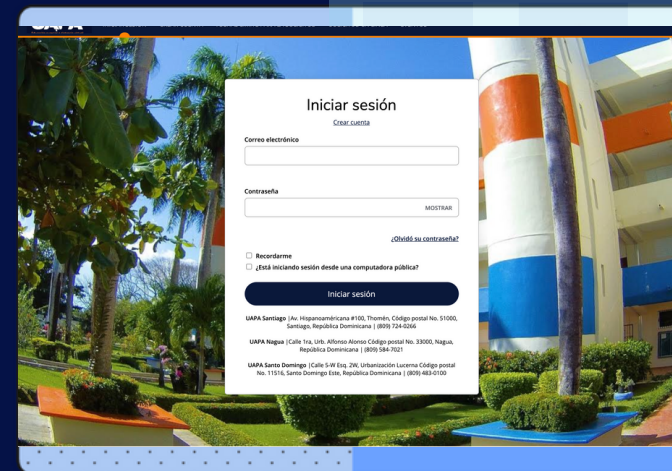 Iniciar sesión
Crear cuenta
Correo electrónico
Contraseña
MOSTRAR
¿Olvidó su contraseña?
Recordarme
¿Está iniciando sesión desde una computadora pública?
Iniciar sesión
UAPA Santiago |Av. Hispanoaméricana #100, Thomén, Código postal No. 51000,
Santiago, República Dominicana | (809) 724-0266
UAPA Nagua |Calle 1ra, Urb. Alfonso Alonso Código postal No. 33000, Nagua,
República Dominicana | (809) 584-7021
UAPA Santo Domingo |Calle 5-W Esq. 2W, Urbanización Lucerna Código postal
No. 11516, Santo Domingo Este, República Dominicana | (809) 483-0100